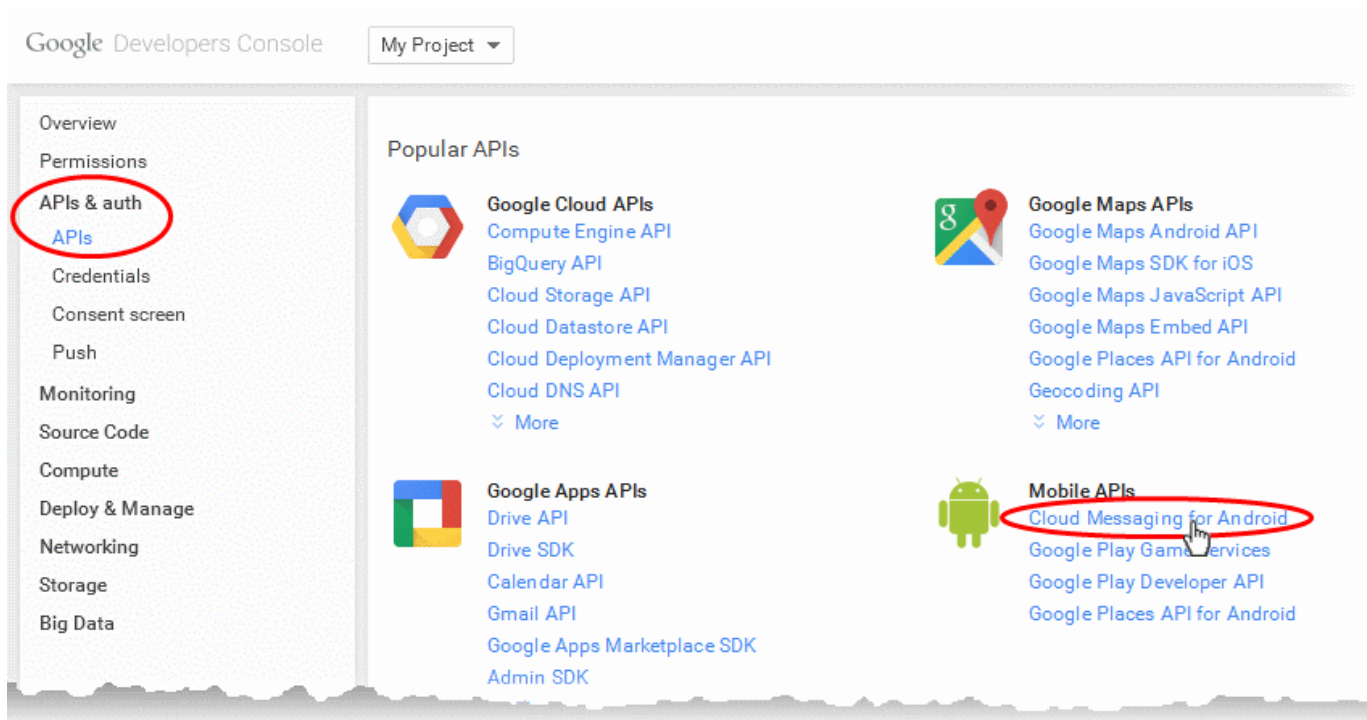 Google Developers Console
My Project
Overview
Permissions
APIs & auth
APIs
Credentials
Consent screen
Push
Monitoring
Source Code
Compute
Deploy & Manage
Networking
Storage
Big Data
Popular APIs
Google Cloud APIs
Compute Engine API
BigQuery API
Cloud Storage API
Cloud Datastore API
Cloud Deployment Manager API
Cloud DNS API
More
g
Google Maps APIs
Google Maps Android API
Google Maps SDK for iOS
Google Maps JavaScript API
Google Maps Embed API
Google Places API for Android
Geocoding API
More
Google Apps APIs
Drive API
Drive SDK
Calendar API
Gmail API
Google Apps Marketplace SDK
Admin SDK
Mobile APIs
Cloud Messaging for Android
Google Play Game Services
Google Play Developer API
Google Places API for Android